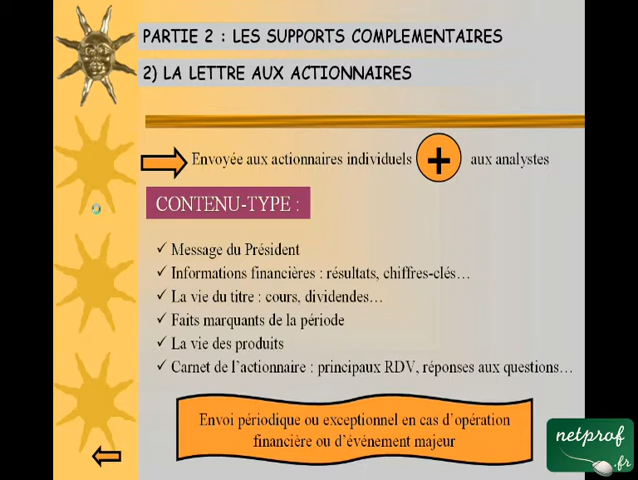 PARTIE 2 : LES SUPPORTS COMPLEMENTAIRES
2) LA LETTRE AUX ACTIONNAIRES
Envoyée aux actionnaires individuels + aux analystes
CONTENU-TYPE :
✓ Message du Président
✓ Informations financières : résultats, chiffres-clés…
✓ La vie du titre : cours, dividendes…
✓ Faits marquants de la période
✓ La vie des produits
✓ Carnet de l’actionnaire : principaux RDV, réponses aux questions…
Envoi périodique ou exceptionnel en cas d’opération
financière ou d’événement majeur
netprof
.fr